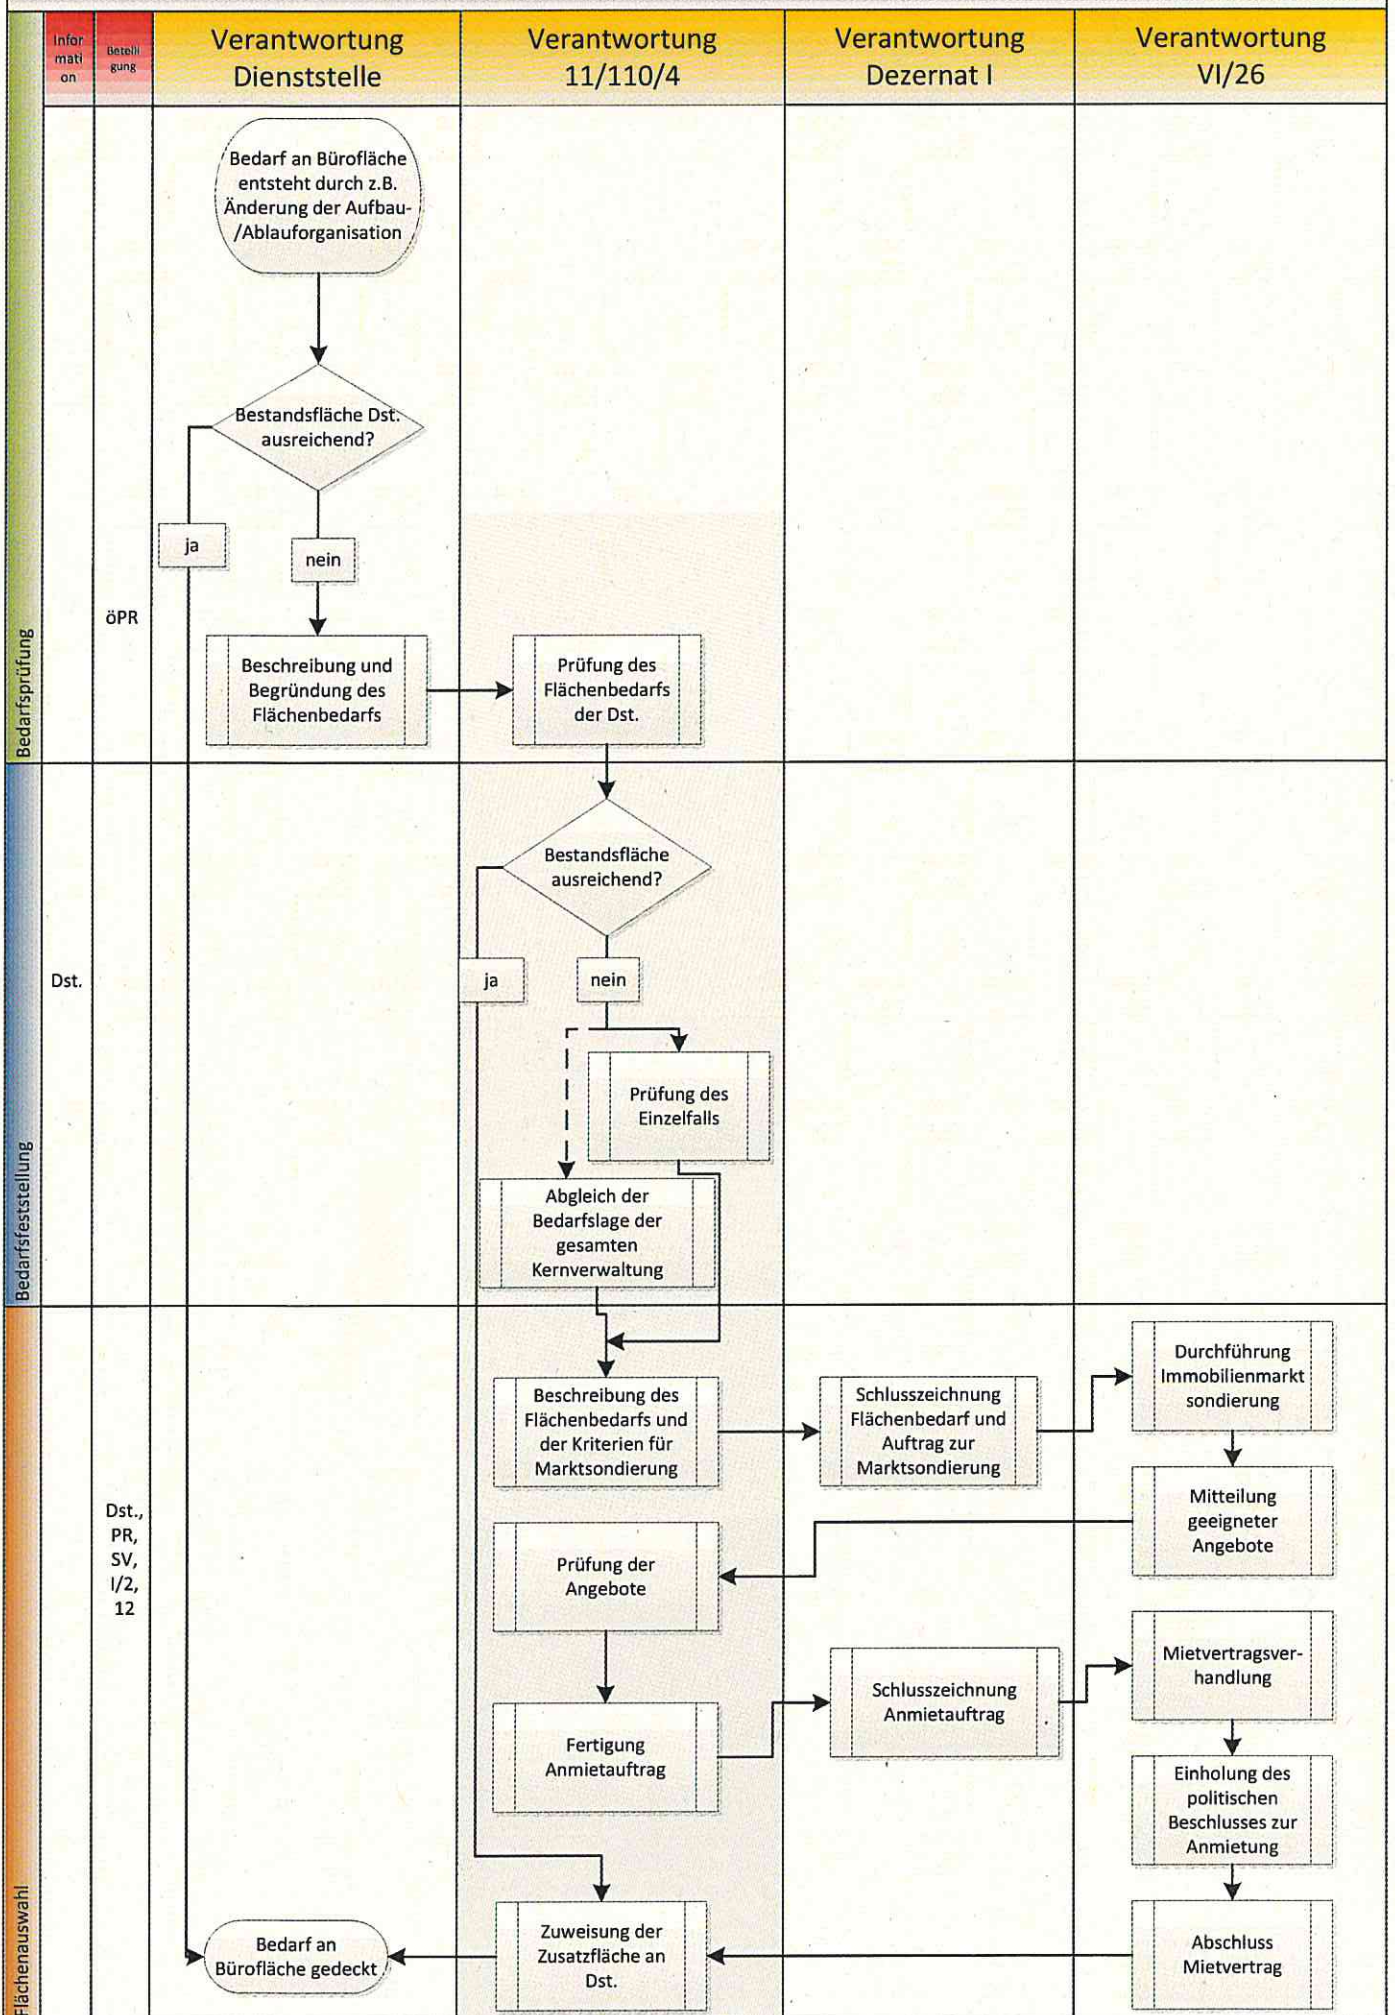 Infor
mati
on
Beteili
gung
Verantwortung
Dienststelle
Verantwortung
11/110/4
Verantwortung
Dezernat I
Verantwortung
VI/26
Bedarfsprüfung
öPR
Bedarf an Bürofläche
entsteht durch z.B.
Änderung der Aufbau-
/Ablauforganisation
Bestandsfläche Dst.
ausreichend?
ja
nein
Beschreibung und
Begründung des
Flächenbedarfs
Prüfung des
Flächenbedarfs
der Dst.
Bedarfsfeststellung
Dst.
Bestandsfläche
ausreichend?
ja
nein
Prüfung des
Einzelfalls
Abgleich der
Bedarfslage der
gesamten
Kernverwaltung
Flächenauswahl
Dst.,
PR,
SV,
I/2,
12
Beschreibung des
Flächenbedarfs und
der Kriterien für
Marktsondierung
Schlusszeichnung
Flächenbedarf und
Auftrag zur
Marktsondierung
Durchführung
Immobilienmarkt
sondierung
Mitteilung
geeigneter
Angebote
Prüfung der
Angebote
Fertigung
Anmietauftrag
Schlusszeichnung
Anmietauftrag
Mietvertragsver-
handlung
Einholung des
politischen
Beschlusses zur
Anmietung
Abschluss
Mietvertrag
Zuweisung der
Zusatzfläche an
Dst.
Bedarf an
Bürofläche gedeckt